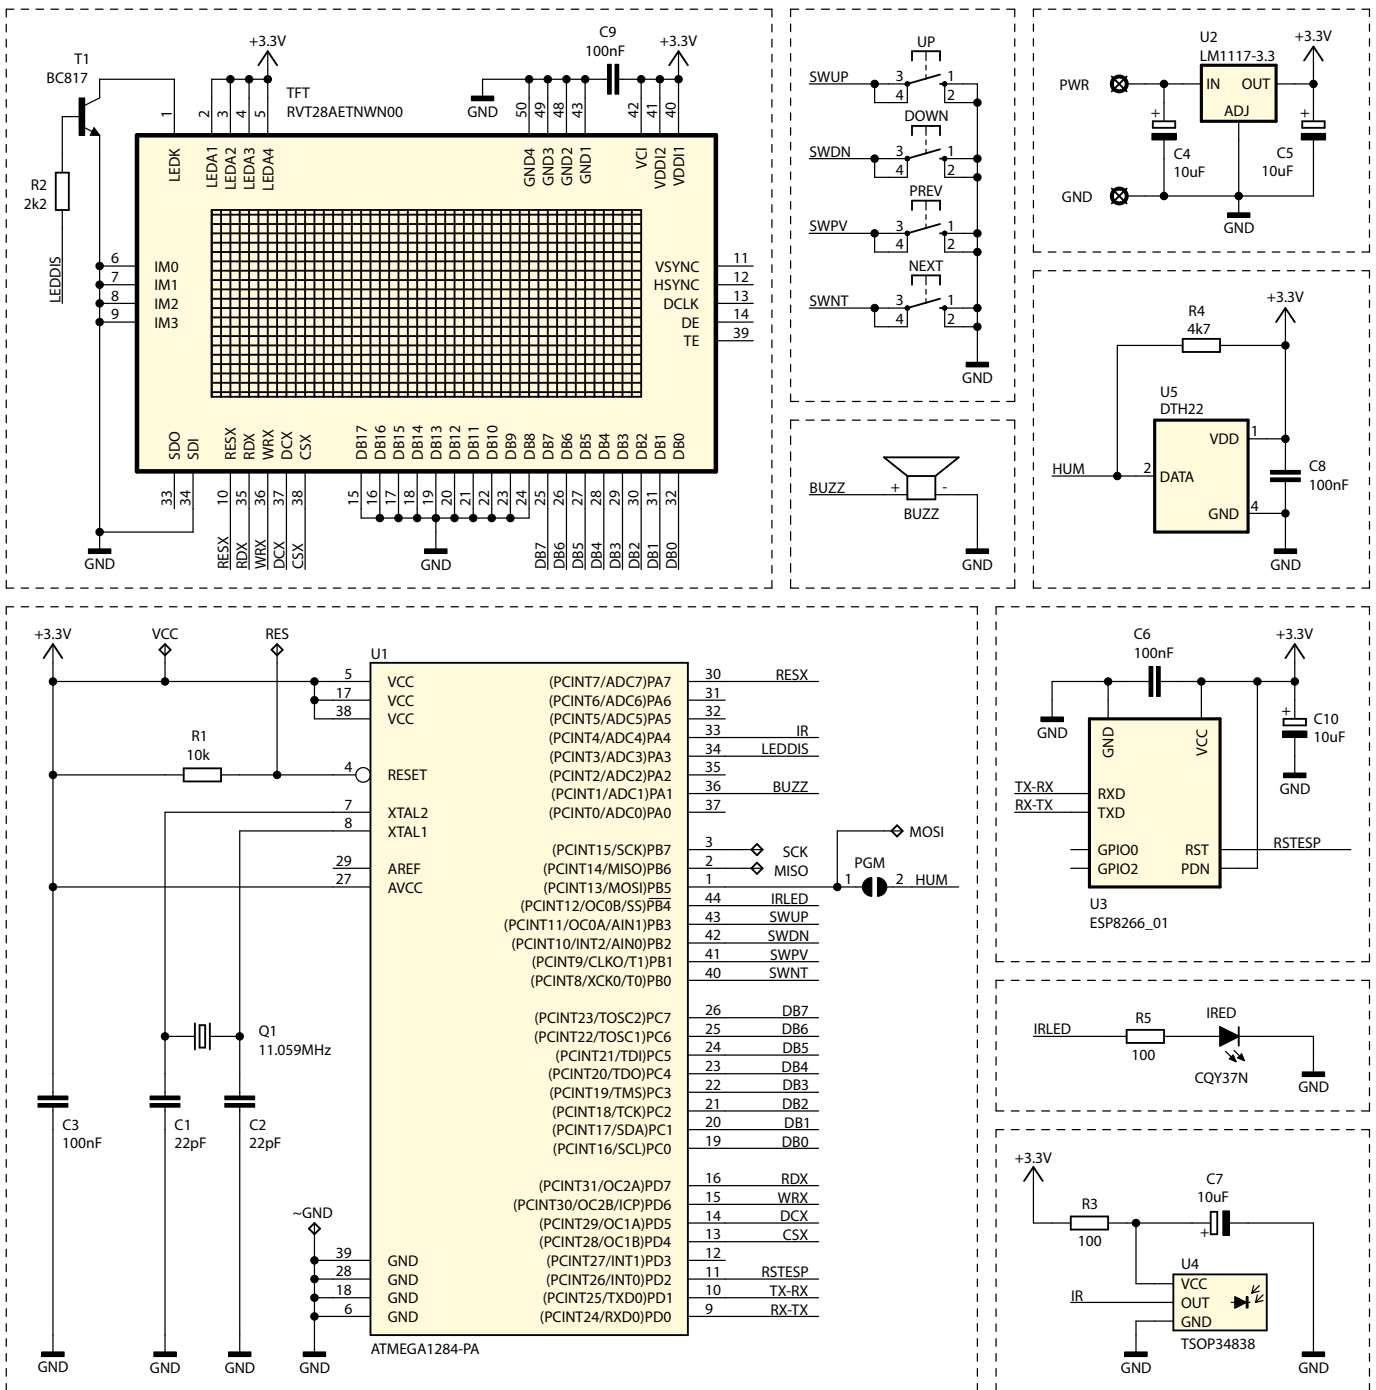 T1
BC817
+3.3V
C9
100nF
+3.3V
TFT
RVT28AETNWN00
GND
1
2
3
4
5
50
49
48
43
42
41
40
LEDK
LEDA1
LEDA2
LEDA3
LEDA4
GND4
GND3
GND2
GND1
VCI
VDDI2
VDDI1
R2
2k2
LEDDIS
6
IM0
7
IM1
8
IM2
9
IM3
VSYNC
11
HSYNC
12
DCLK
13
DE
14
TE
39
SDO
SDI
RESX
RDX
WRX
DCX
CSX
DB17
DB16
DB15
DB14
DB13
DB12
DB11
DB10
DB9
DB8
DB7
DB6
DB5
DB4
DB3
DB2
DB1
DB0
33
34
10
35
36
37
38
15
16
17
18
19
20
21
22
23
24
25
26
27
28
29
30
31
32
GND
RESX
RDX
WRX
DCX
CSX
GND
DB7
DB6
DB5
DB4
DB3
DB2
DB1
DB0
UP
SWUP
3
1
4
2
DOWN
SWDN
3
1
4
2
PREV
SWPV
3
1
4
2
NEXT
SWNT
3
1
4
2
GND
BUZZ
+
-
BUZZ
GND
U2
LM1117-3.3
+3.3V
PWR
IN
OUT
ADJ
+
C4
10uF
+
C5
10uF
GND
GND
+3.3V
R4
4k7
U5
DTH22
VDD
1
HUM
2
DATA
C8
100nF
GND
4
GND
+3.3V
VCC
RES
U1
5
VCC
17
VCC
38
VCC
R1
10k
4
RESET
7
XTAL2
8
XTAL1
29
AREF
27
AVCC
Q1
11.059MHz
C3
100nF
C1
22pF
C2
22pF
~GND
39
GND
28
GND
18
GND
6
GND
GND
GND
GND
GND
ATMEGA1284-PA
(PCINT7/ADC7)PA7
30
RESX
(PCINT6/ADC6)PA6
31
(PCINT5/ADC5)PA5
32
(PCINT4/ADC4)PA4
33
IR
(PCINT3/ADC3)PA3
34
LEDDIS
(PCINT2/ADC2)PA2
35
(PCINT1/ADC1)PA1
36
BUZZ
(PCINT0/ADC0)PA0
37
MOSI
(PCINT15/SCK)PB7
3
SCK
(PCINT14/MISO)PB6
2
MISO
(PCINT13/MOSI)PB5
1
PGM
1
2
HUM
(PCINT12/OC0B/SS)PB4
44
IRLED
(PCINT11/OC0A/AIN1)PB3
43
SWUP
(PCINT10/INT2/AIN0)PB2
42
SWDN
(PCINT9/CLKO/T1)PB1
41
SWPV
(PCINT8/XCK0/T0)PB0
40
SWNT
(PCINT23/TOSC2)PC7
26
DB7
(PCINT22/TOSC1)PC6
25
DB6
(PCINT21/TDI)PC5
24
DB5
(PCINT20/TDO)PC4
23
DB4
(PCINT19/TMS)PC3
22
DB3
(PCINT18/TCK)PC2
21
DB2
(PCINT17/SDA)PC1
20
DB1
(PCINT16/SCL)PC0
19
DB0
(PCINT31/OC2A)PD7
16
RDX
(PCINT30/OC2B/ICP)PD6
15
WRX
(PCINT29/OC1A)PD5
14
DCX
(PCINT28/OC1B)PD4
13
CSX
(PCINT27/INT1)PD3
12
(PCINT26/INT0)PD2
11
RSTESP
(PCINT25/TXD0)PD1
10
TX-RX
(PCINT24/RXD0)PD0
9
RX-TX
C6
100nF
+3.3V
GND
GND
VCC
+
C10
10uF
GND
TX-RX
RXD
RX-TX
TXD
GPIO0
RST
RSTESP
GPIO2
PDN
U3
ESP8266_01
IRLED
R5
100
IRED
CQY37N
GND
+3.3V
R3
100
C7
10uF
+
U4
VCC
IR
OUT
GND
TSOP34838
GND
GND